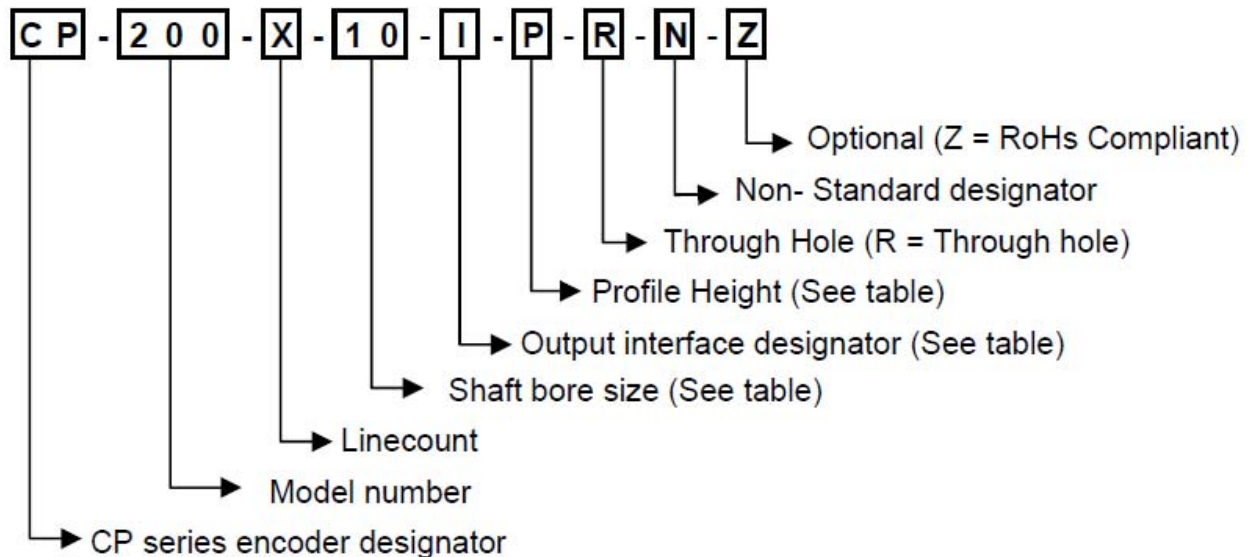 CP - 200 - X - 10 - I - P - R - N - Z
Optional (Z = RoHs Compliant)
Non- Standard designator
Through Hole (R = Through hole)
Profile Height (See table)
Output interface designator (See table)
Shaft bore size (See table)
Linecount
Model number
CP series encoder designator